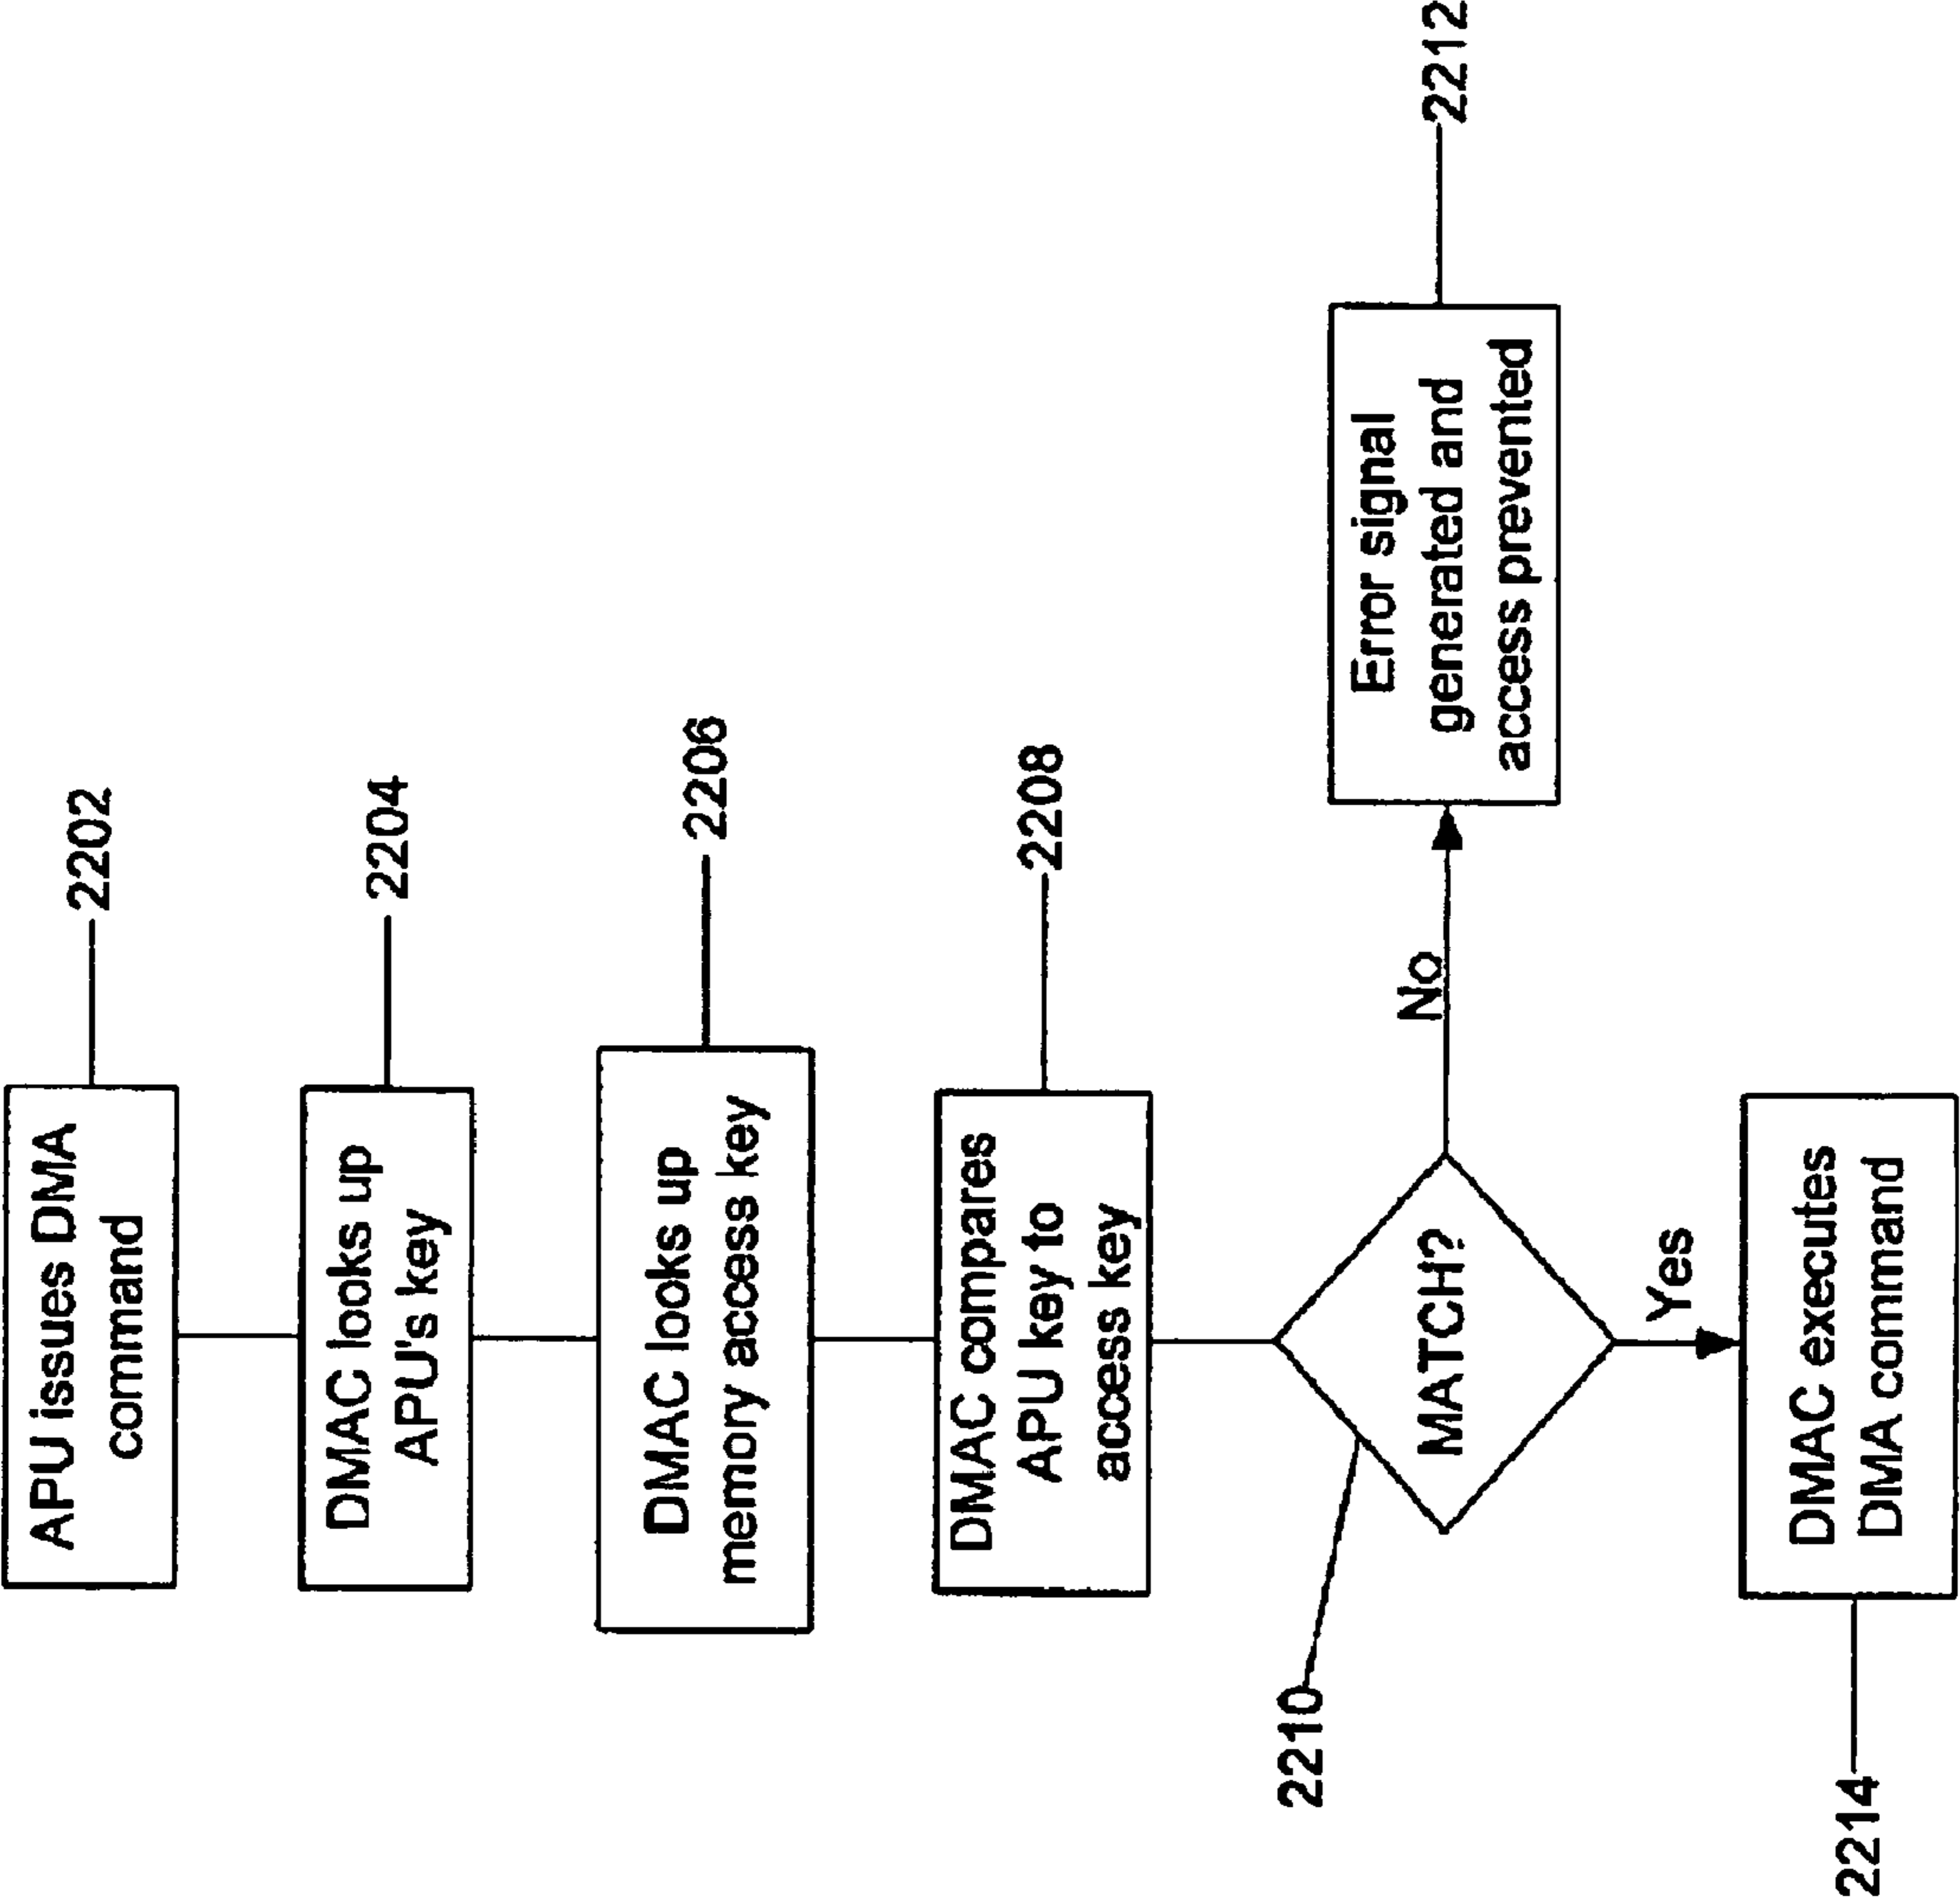 APU issues DMA
command
2202
DMAC looks up
APU's key
2204
DMAC looks up
memory access key
2206
DMAC compares
APU key to
access key
2208
2210
MATCH?
No
Error signal
generated and
access prevented
2212
Yes
DMAC executes
DMA command
2214